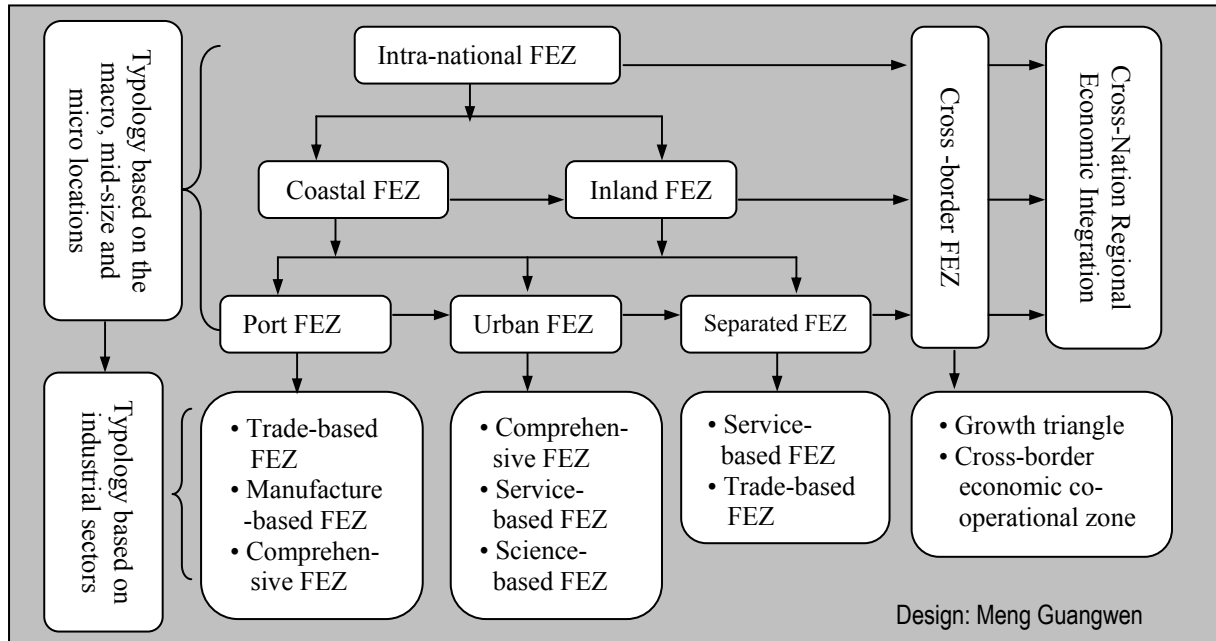 Typology based on the
macro, mid-size and
micro locations
Intra-national FEZ
Coastal FEZ
Inland FEZ
Port FEZ
Urban FEZ
Separated FEZ
Cross -border FEZ
Cross-Nation Regional
Economic Integration
Typology based on
industrial sectors
• Trade-based
FEZ
• Manufacture
-based FEZ
• Comprehen-
sive FEZ
• Comprehen-
sive FEZ
• Service-
based FEZ
• Science-
based FEZ
• Service-
based FEZ
• Trade-based
FEZ
• Growth triangle
• Cross-border
economic co-
operational zone
Design: Meng Guangwen